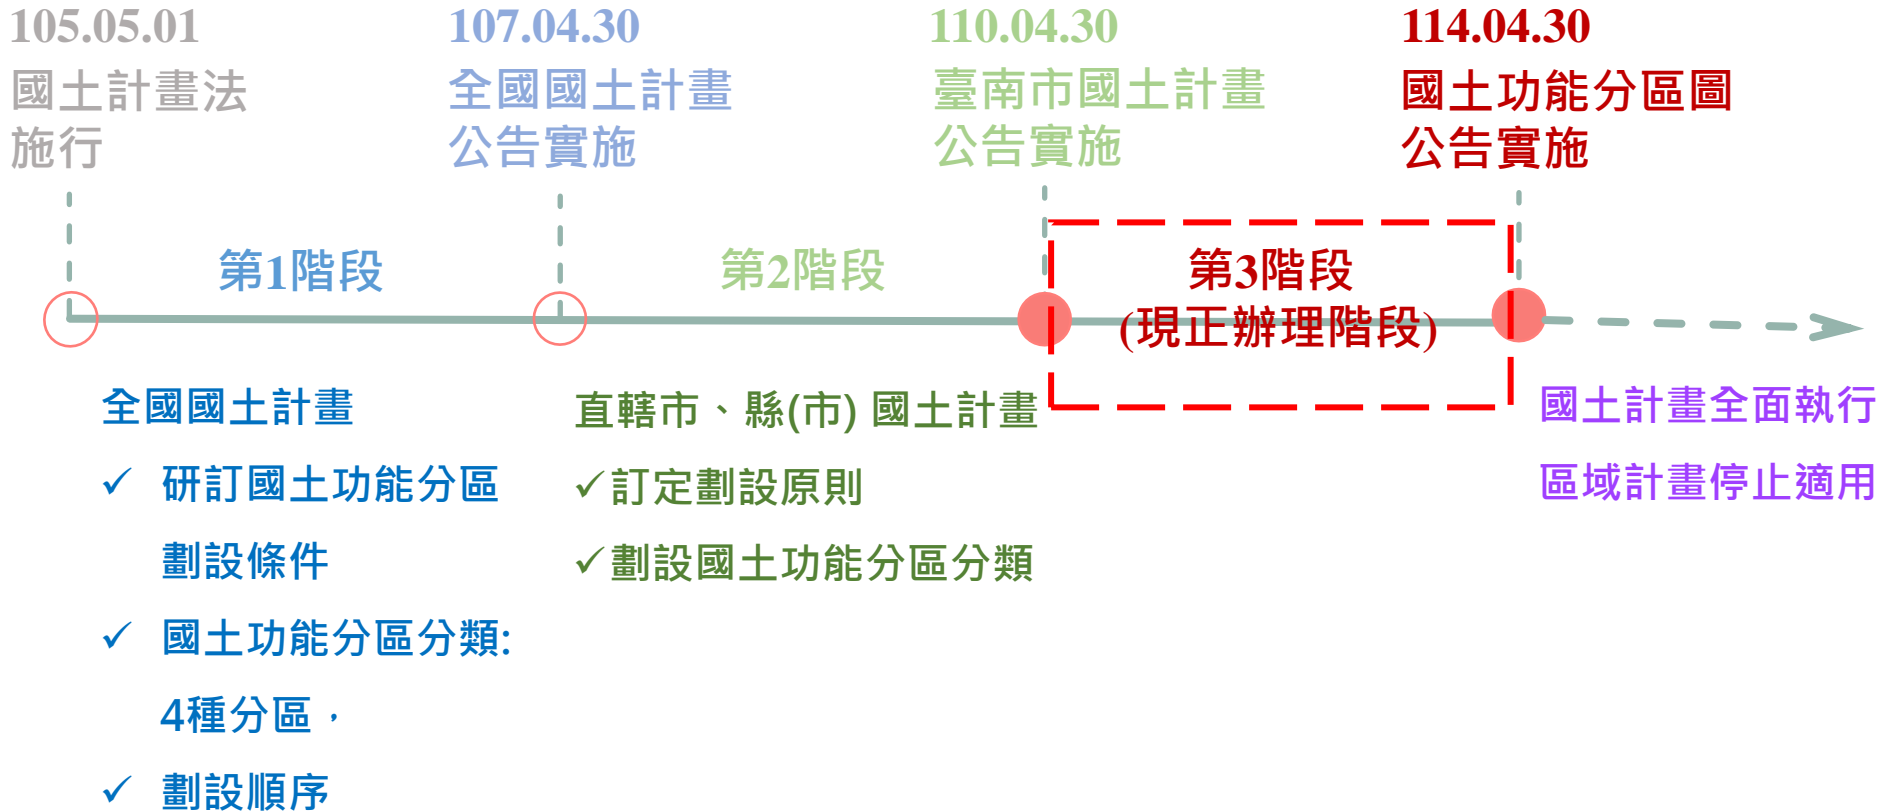 105.05.01
國土計畫法
施行
107.04.30
全國國土計畫
公告實施
110.04.30
臺南市國土計畫
公告實施
114.04.30
國土功能分區圖
公告實施
第1階段
第2階段
第3階段
(現正辦理階段)
全國國土計畫
✓ 研訂國土功能分區
劃設條件
✓ 國土功能分區分類:
4種分區，
✓ 劃設順序
直轄市、縣(市) 國土計畫
✓訂定劃設原則
✓劃設國土功能分區分類
國土計畫全面執行
區域計畫停止適用